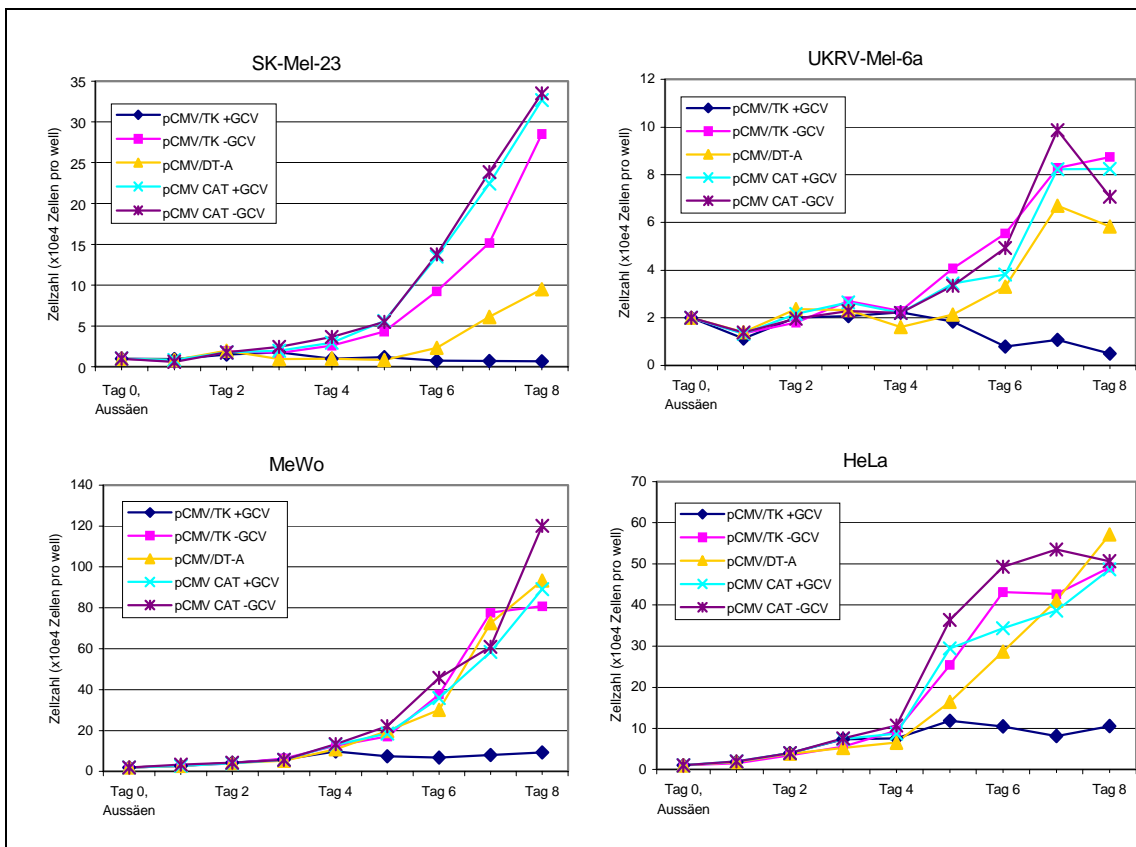 SK-Mel-23
Zellzahl (x10e4 Zellen pro well)
35
30
25
20
15
10
5
0
pCMV/TK +GCV
pCMV/TK -GCV
pCMV/DT-A
pCMV CAT +GCV
pCMV CAT -GCV
Tag 0, Tag 2 Tag 4 Tag 6 Tag 8
Aussäen
UKRV-Mel-6a
Zellzahl (x10e4 Zellen pro well)
12
10
8
6
4
2
0
pCMV/TK +GCV
pCMV/TK -GCV
pCMV/DT-A
pCMV CAT +GCV
pCMV CAT -GCV
Tag 0, Tag 2 Tag 4 Tag 6 Tag 8
Aussäen
MeWo
Zellzahl (x10e4 Zellen pro well)
140
120
100
80
60
40
20
0
pCMV/TK +GCV
pCMV/TK -GCV
pCMV/DT-A
pCMV CAT +GCV
pCMV CAT -GCV
Tag 0, Tag 2 Tag 4 Tag 6 Tag 8
Aussäen
HeLa
Zellzahl (x10e4 Zellen pro well)
70
60
50
40
30
20
10
0
pCMV/TK +GCV
pCMV/TK -GCV
pCMV/DT-A
pCMV CAT +GCV
pCMV CAT -GCV
Tag 0, Tag 2 Tag 4 Tag 6 Tag 8
Aussäen